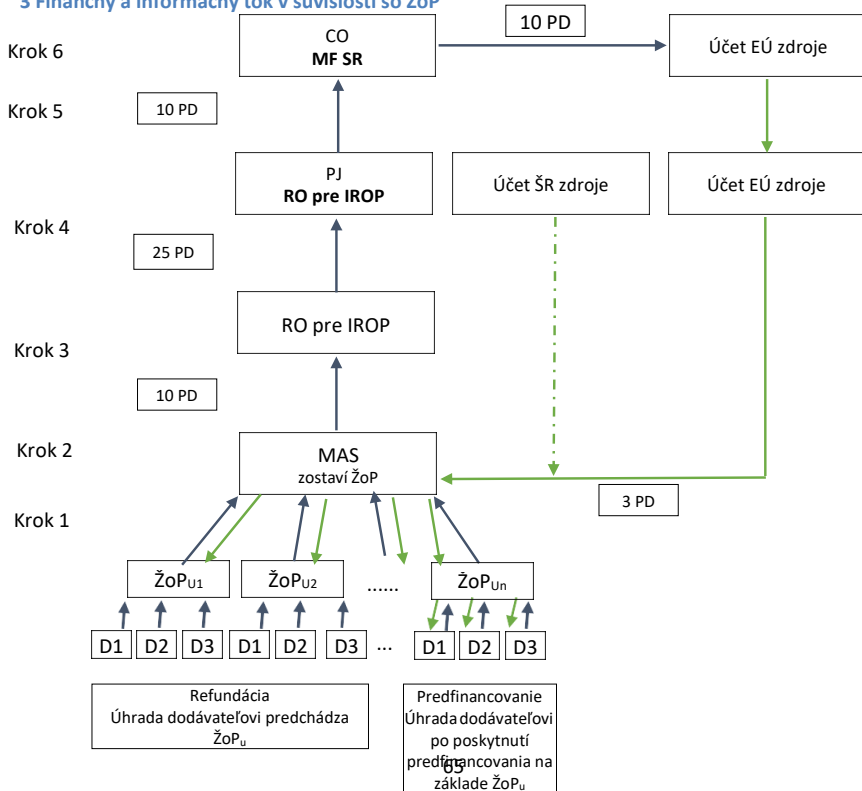 3 Finančný a informačný tok v súvislosti so ŽoP
10 PD
CO
MF SR
Účet EÚ zdroje
Krok 6
Krok 5
10 PD
PJ
RO pre IROP
Účet ŠR zdroje
Účet EÚ zdroje
Krok 4
25 PD
RO pre IROP
Krok 3
10 PD
Krok 2
MAS
zostaví ŽoP
3 PD
Krok 1
ŽoPU1
ŽoPU2
......
ŽoPUn
D1 D2 D3 D1 D2 D3 ... D1 D2 D3
Refundácia
Úhrada dodávateľovi predchádza
ŽoPu
Predfinancovanie
Úhrada dodávateľovi
po poskytnutí
predfinancovania na
základe ŽoPu
65